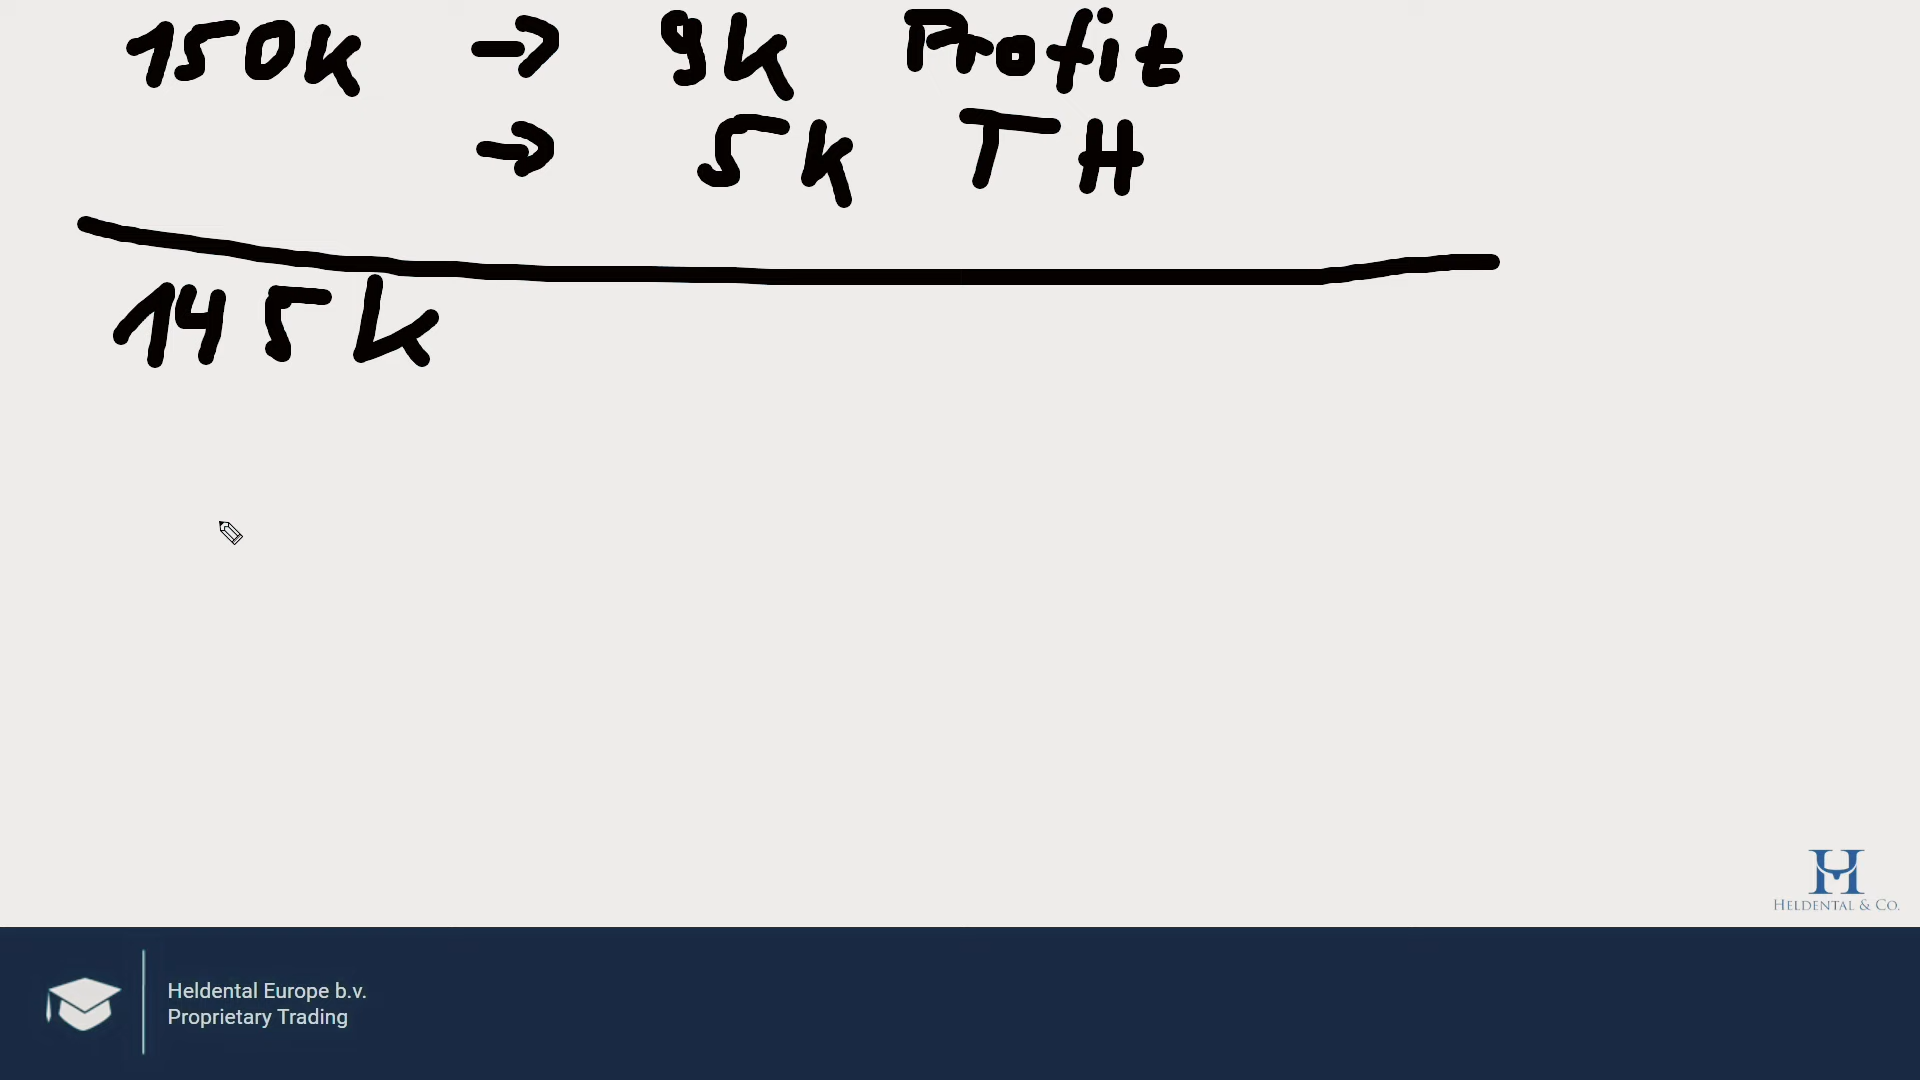 150k → 9k Profit
→ 5k TH
145k
HELDENTAL & CO.
Heldental Europe b.v.
Proprietary Trading